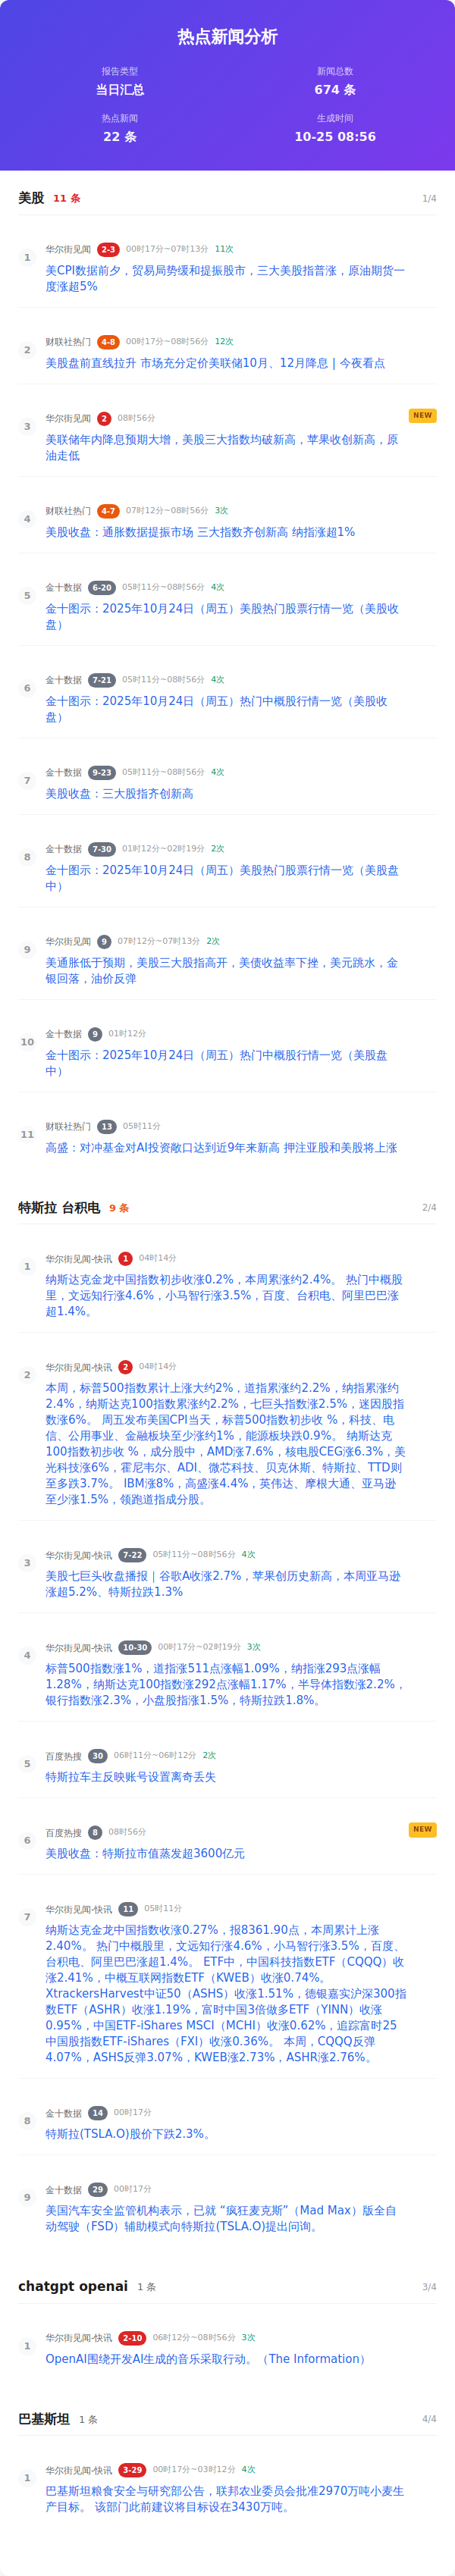 热点新闻分析
报告类型
当日汇总
新闻总数
674 条
热点新闻
22 条
生成时间
10-25 08:56
美股 11 条 1/4
1 华尔街见闻 2-3 00时17分~07时13分 11次
美CPI数据前夕，贸易局势缓和提振股市，三大美股指普涨，原油期货一
度涨超5%
2 财联社热门 4-8 00时17分~08时56分 12次
美股盘前直线拉升 市场充分定价美联储10月、12月降息 | 今夜看点
3 华尔街见闻 2 08时56分 NEW
美联储年内降息预期大增，美股三大股指均破新高，苹果收创新高，原
油走低
4 财联社热门 4-7 07时12分~08时56分 3次
美股收盘：通胀数据提振市场 三大指数齐创新高 纳指涨超1%
5 金十数据 6-20 05时11分~08时56分 4次
金十图示：2025年10月24日（周五）美股热门股票行情一览（美股收
盘）
6 金十数据 7-21 05时11分~08时56分 4次
金十图示：2025年10月24日（周五）热门中概股行情一览（美股收
盘）
7 金十数据 9-23 05时11分~08时56分 4次
美股收盘：三大股指齐创新高
8 金十数据 7-30 01时12分~02时19分 2次
金十图示：2025年10月24日（周五）美股热门股票行情一览（美股盘
中）
9 华尔街见闻 9 07时12分~07时13分 2次
美通胀低于预期，美股三大股指高开，美债收益率下挫，美元跳水，金
银回落，油价反弹
10 金十数据 9 01时12分
金十图示：2025年10月24日（周五）热门中概股行情一览（美股盘
中）
11 财联社热门 13 05时11分
高盛：对冲基金对AI投资敞口达到近9年来新高 押注亚股和美股将上涨
特斯拉 台积电 9 条 2/4
1 华尔街见闻-快讯 1 04时14分
纳斯达克金龙中国指数初步收涨0.2%，本周累涨约2.4%。 热门中概股
里，文远知行涨4.6%，小马智行涨3.5%，百度、台积电、阿里巴巴涨
超1.4%。
2 华尔街见闻-快讯 2 04时14分
本周，标普500指数累计上涨大约2%，道指累涨约2.2%，纳指累涨约
2.4%，纳斯达克100指数累涨约2.2%，七巨头指数涨2.5%，迷因股指
数涨6%。 周五发布美国CPI当天，标普500指数初步收 %，科技、电
信、公用事业、金融板块至少涨约1%，能源板块跌0.9%。 纳斯达克
100指数初步收 %，成分股中，AMD涨7.6%，核电股CEG涨6.3%，美
光科技涨6%，霍尼韦尔、ADI、微芯科技、贝克休斯、特斯拉、TTD则
至多跌3.7%。 IBM涨8%，高盛涨4.4%，英伟达、摩根大通、亚马逊
至少涨1.5%，领跑道指成分股。
3 华尔街见闻-快讯 7-22 05时11分~08时56分 4次
美股七巨头收盘播报｜谷歌A收涨2.7%，苹果创历史新高，本周亚马逊
涨超5.2%、特斯拉跌1.3%
4 华尔街见闻-快讯 10-30 00时17分~02时19分 3次
标普500指数涨1%，道指涨511点涨幅1.09%，纳指涨293点涨幅
1.28%，纳斯达克100指数涨292点涨幅1.17%，半导体指数涨2.2%，
银行指数涨2.3%，小盘股指涨1.5%，特斯拉跌1.8%。
5 百度热搜 30 06时11分~06时12分 2次
特斯拉车主反映账号设置离奇丢失
6 百度热搜 8 08时56分 NEW
美股收盘：特斯拉市值蒸发超3600亿元
7 华尔街见闻-快讯 11 05时11分
纳斯达克金龙中国指数收涨0.27%，报8361.90点，本周累计上涨
2.40%。 热门中概股里，文远知行涨4.6%，小马智行涨3.5%，百度、
台积电、阿里巴巴涨超1.4%。 ETF中，中国科技指数ETF（CQQQ）收
涨2.41%，中概互联网指数ETF（KWEB）收涨0.74%。
XtrackersHarvest中证50（ASHS）收涨1.51%，德银嘉实沪深300指
数ETF（ASHR）收涨1.19%，富时中国3倍做多ETF（YINN）收涨
0.95%，中国ETF-iShares MSCI（MCHI）收涨0.62%，追踪富时25
中国股指数ETF-iShares（FXI）收涨0.36%。 本周，CQQQ反弹
4.07%，ASHS反弹3.07%，KWEB涨2.73%，ASHR涨2.76%。
8 金十数据 14 00时17分
特斯拉(TSLA.O)股价下跌2.3%。
9 金十数据 29 00时17分
美国汽车安全监管机构表示，已就 “疯狂麦克斯”（Mad Max）版全自
动驾驶（FSD）辅助模式向特斯拉(TSLA.O)提出问询。
chatgpt openai 1 条 3/4
1 华尔街见闻-快讯 2-10 06时12分~08时56分 3次
OpenAI围绕开发AI生成的音乐采取行动。（The Information）
巴基斯坦 1 条 4/4
1 华尔街见闻-快讯 3-29 00时17分~03时12分 4次
巴基斯坦粮食安全与研究部公告，联邦农业委员会批准2970万吨小麦生
产目标。 该部门此前建议将目标设在3430万吨。